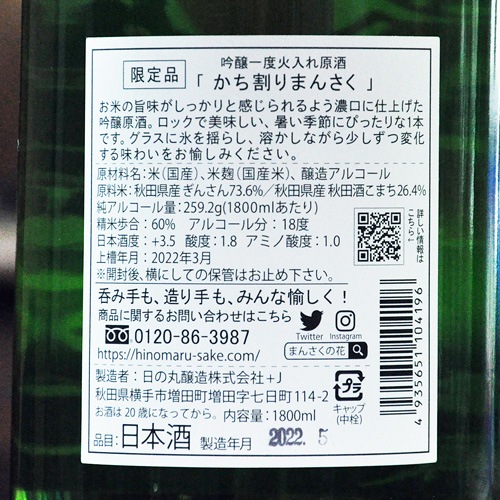 限定品
吟醸一度火入れ原酒
「 かち割りまんさく 」
お米の旨味がしっかりと感じられるよう濃口に仕上げた
吟醸原酒。ロックで美味しい、暑い季節にぴったりな1本
です。グラスに氷を揺らし、溶かしながら少しずつ変化
する味わいをお愉しみください。
原材料名:米(国産)、米麹(国産米)、醸造アルコール
原料米:秋田県産ぎんさん73.6%/秋田県産 秋田酒こまち26.4%
純アルコール量:259.2g(1800mlあたり)
精米歩合:60% アルコール分:18度
日本酒度:+3.5 酸度:1.8 アミノ酸度:1.0
上槽年月:2022年3月
※開封後、横にしての保管はお止め下さい。
詳しい情報は
こちら←
呑み手も、造り手も、みんな愉しく!
商品に関するお問い合わせはこちら
0120-86-3987
https://hinomaru-sake.com/
Twitter
Instagram
まんさくの花
製造者:日の丸醸造株式会社+J
秋田県横手市増田町増田字七日町114-2
お酒は20歳になってから。内容量:1800ml
プラ
キャップ
(中栓)
品目:日本酒 製造年月 2022. 5
4 935651 104196